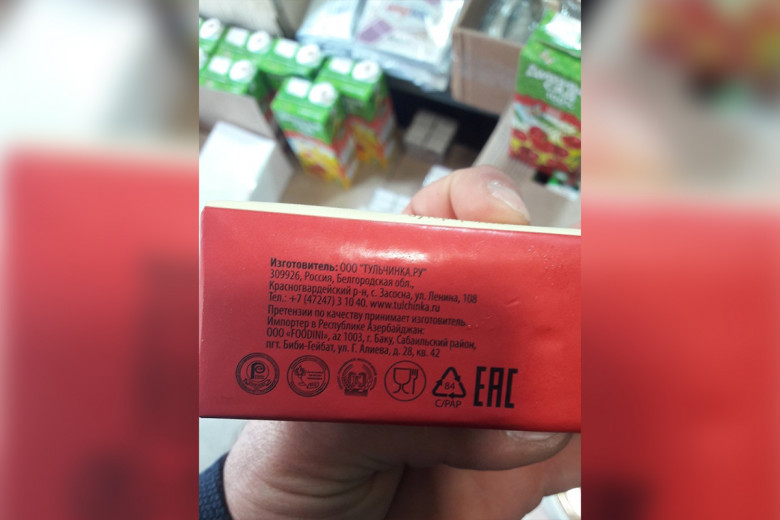 Изготовитель: ООО "ТУЛЬЧИНКА.РУ"
309926, Россия, Белгородская обл.,
Красногвардейский р-н, с. Засосна, ул. Ленина, 108
Тел.: +7 (47247) 3 10 40. www.tulchinka.ru
Претензии по качеству принимает изготовитель.
Импортер в Республике Азербайджан:
ООО «FOODINI», az 1003, г. Баку, Сабаильский район,
пгт. Биби-Гейбат, ул. Г. Алиева, д. 28, кв. 42
84
C/PAP
EAC